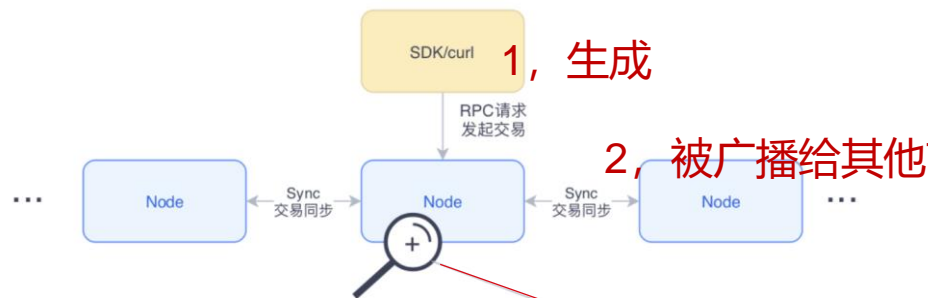 SDK/curl
1，生成
RPC请求
发起交易
2，被广播给其他
...
Node
Sync
交易同步
Node
Sync
交易同步
Node
...